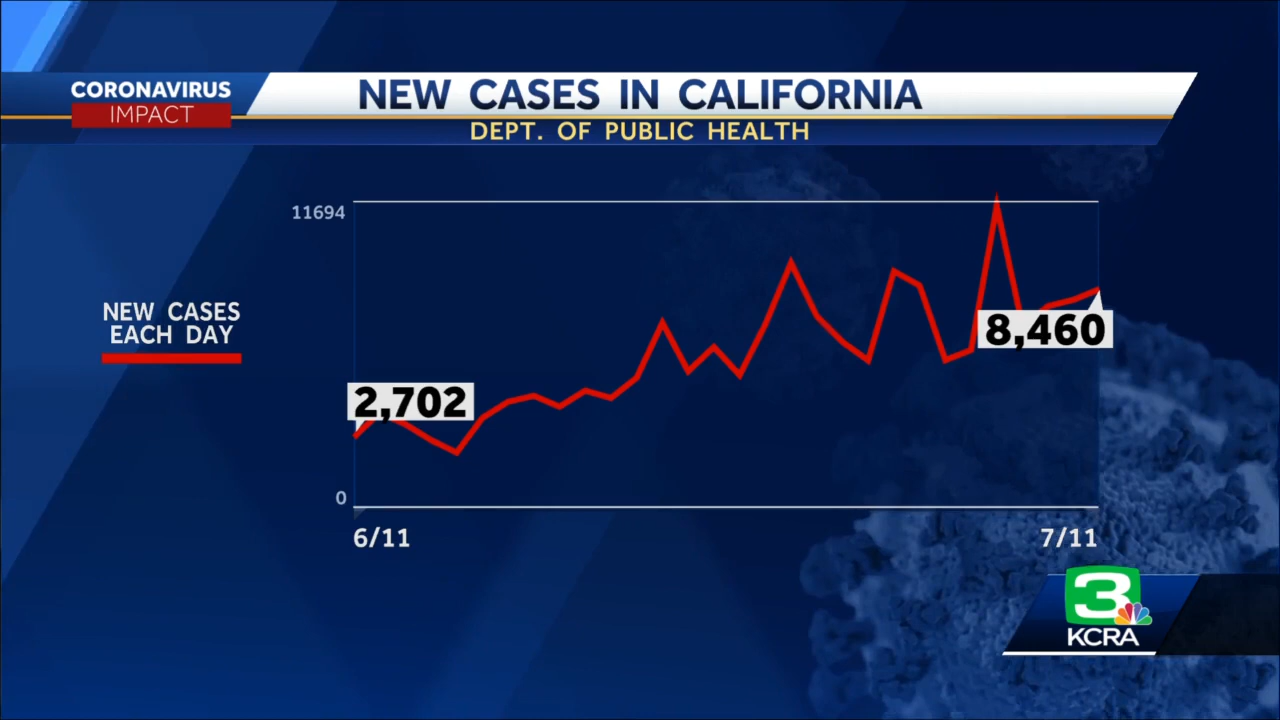 CORONAVIRUS
IMPACT
NEW CASES IN CALIFORNIA
DEPT. OF PUBLIC HEALTH
11694
NEW CASES
EACH DAY
8,460
2,702
0
6/11
7/11
3
KCRA